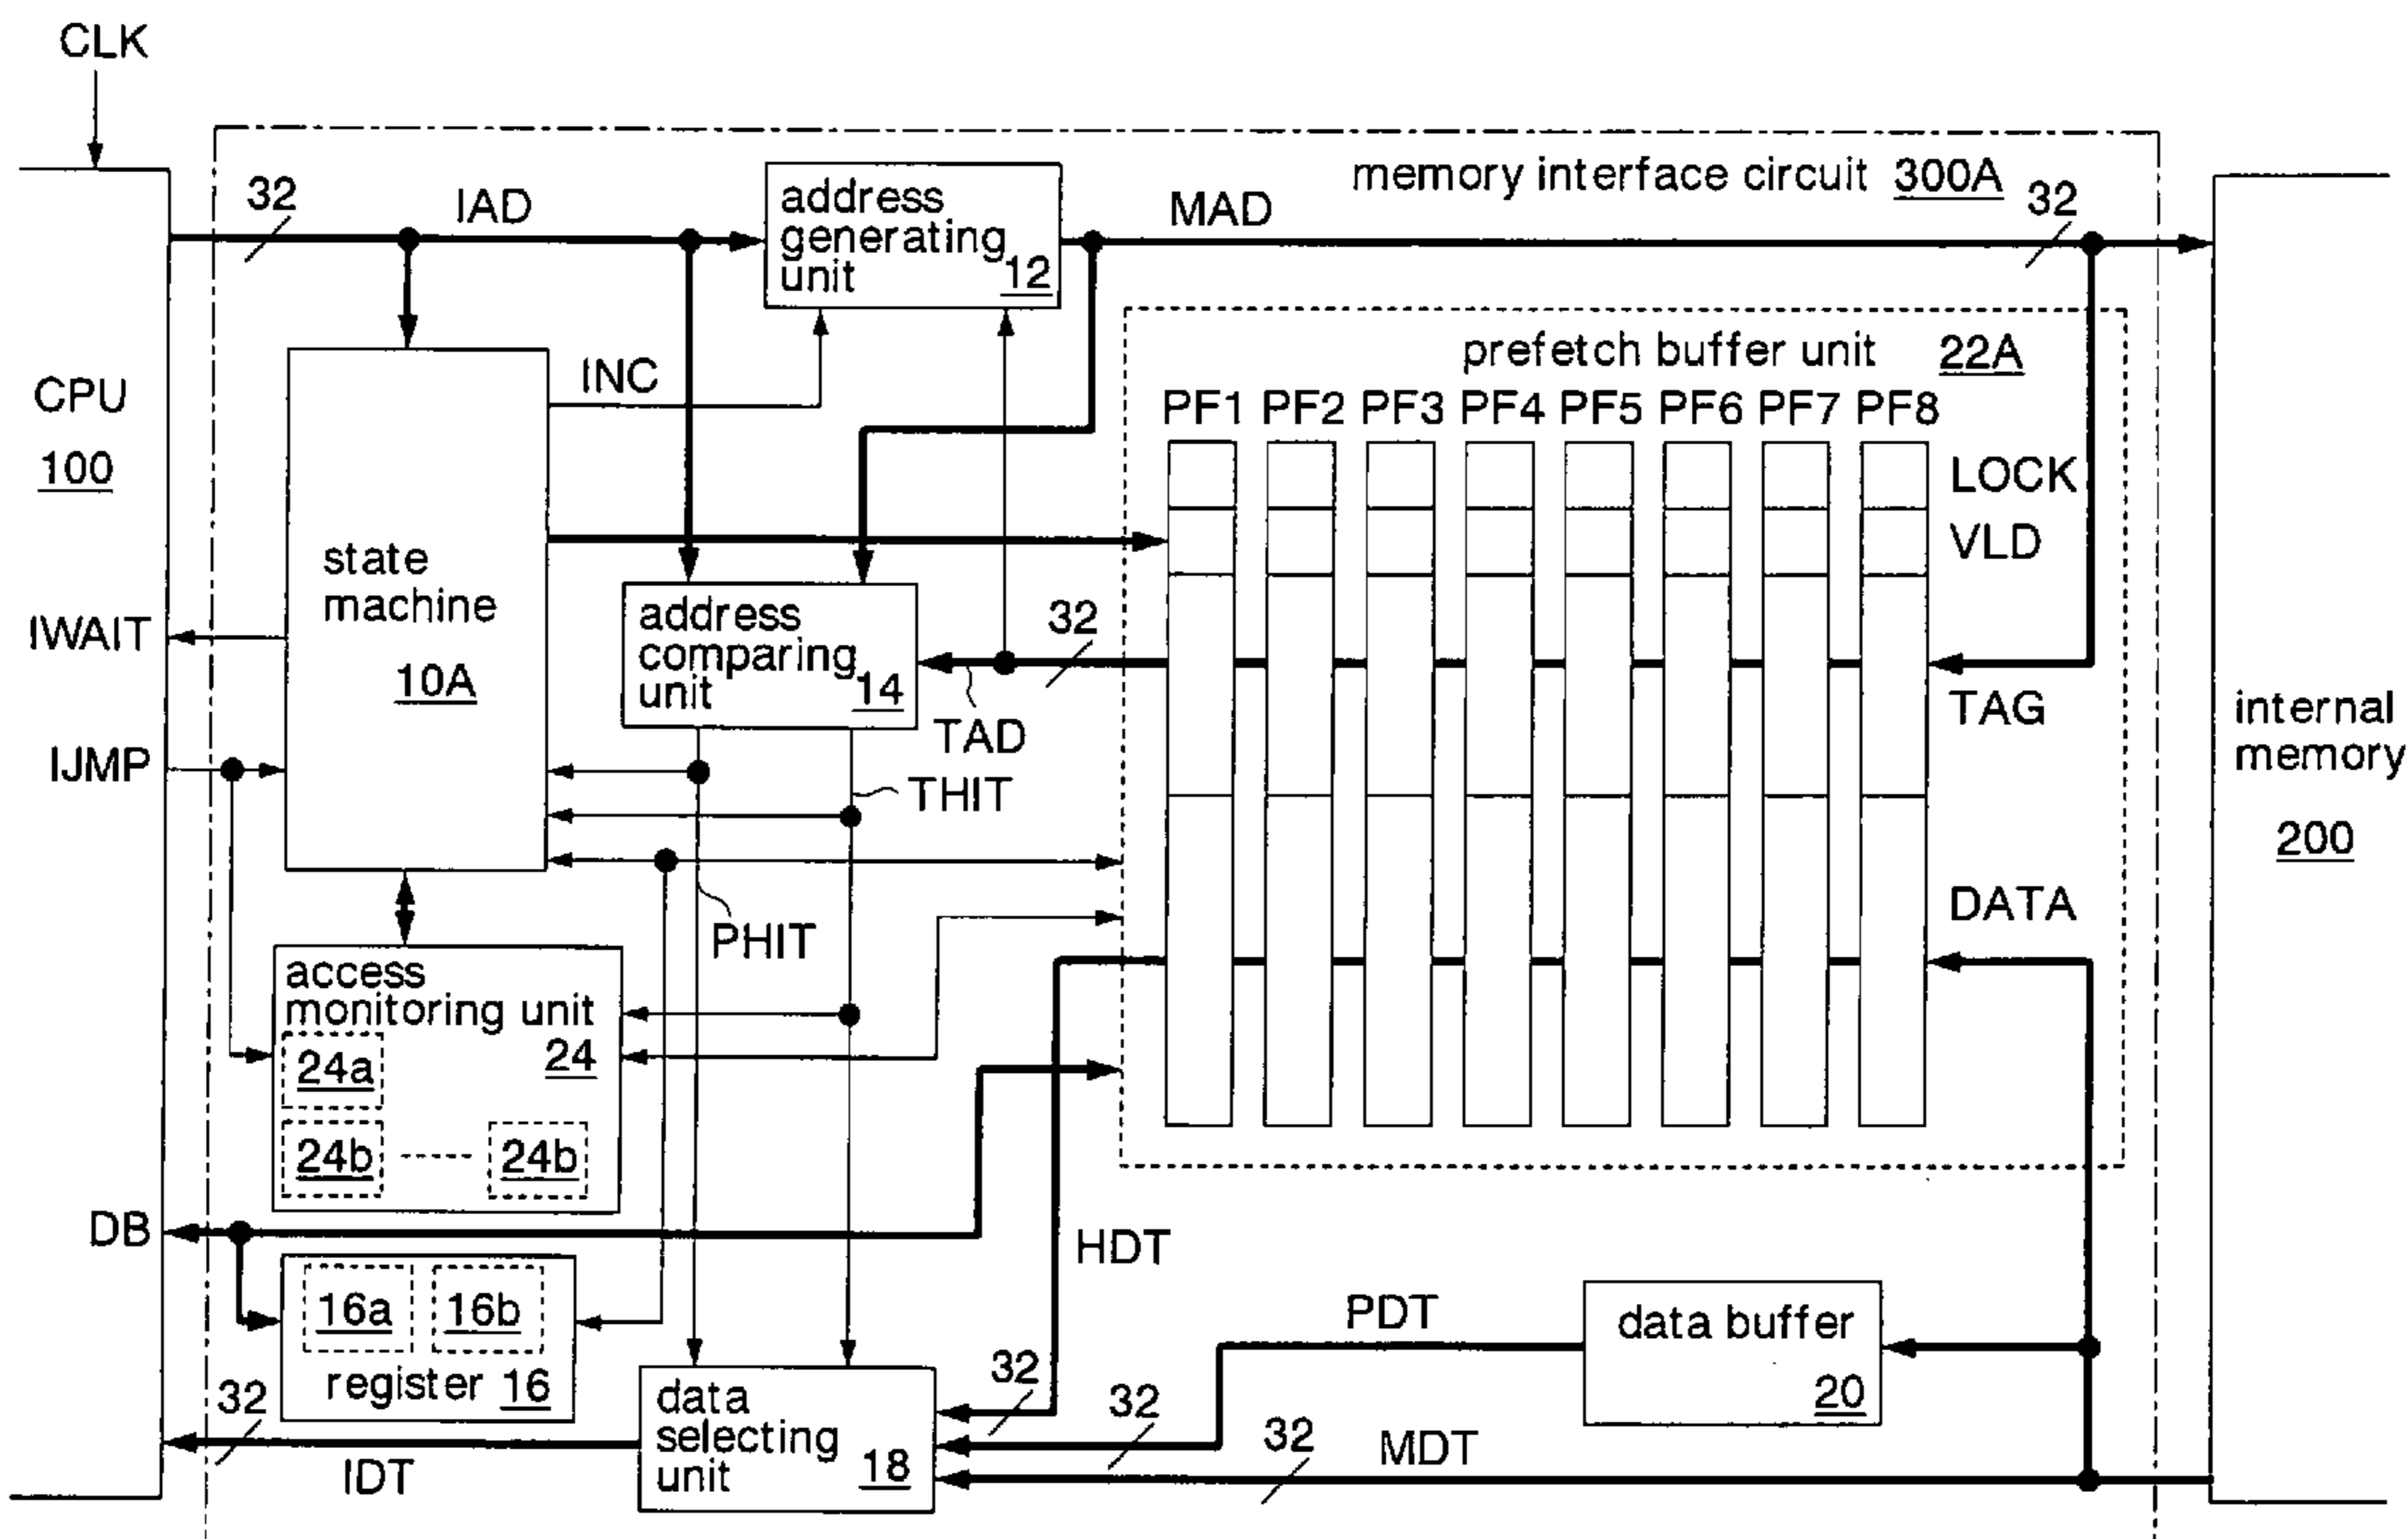 CLK
memory interface circuit 300A
32
IAD
address
generating
unit 12
MAD
32
CPU
100
INC
prefetch buffer unit 22A
PF1 PF2 PF3 PF4 PF5 PF6 PF7 PF8
LOCK
VLD
state
machine
10A
IWAIT
address
comparing
unit 14
32
TAD
TAG
internal
memory
200
IJMP
THIT
PHIT
DATA
access
monitoring unit
24
24a
24b ---- 24b
DB
HDT
16a 16b
register 16
PDT
data buffer
20
32
IDT
data
selecting
unit 18
32
32
32
MDT